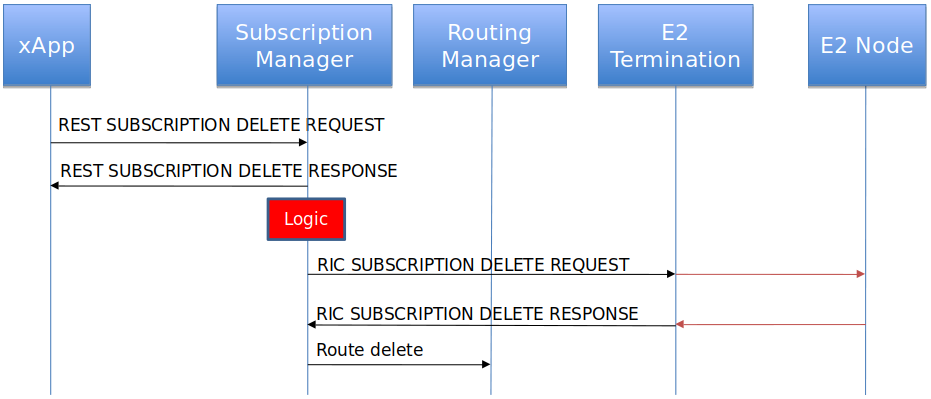 xApp
Subscription
Manager
Routing
Manager
E2
Termination
E2 Node
REST SUBSCRIPTION DELETE REQUEST
REST SUBSCRIPTION DELETE RESPONSE
Logic
RIC SUBSCRIPTION DELETE REQUEST
RIC SUBSCRIPTION DELETE RESPONSE
Route delete